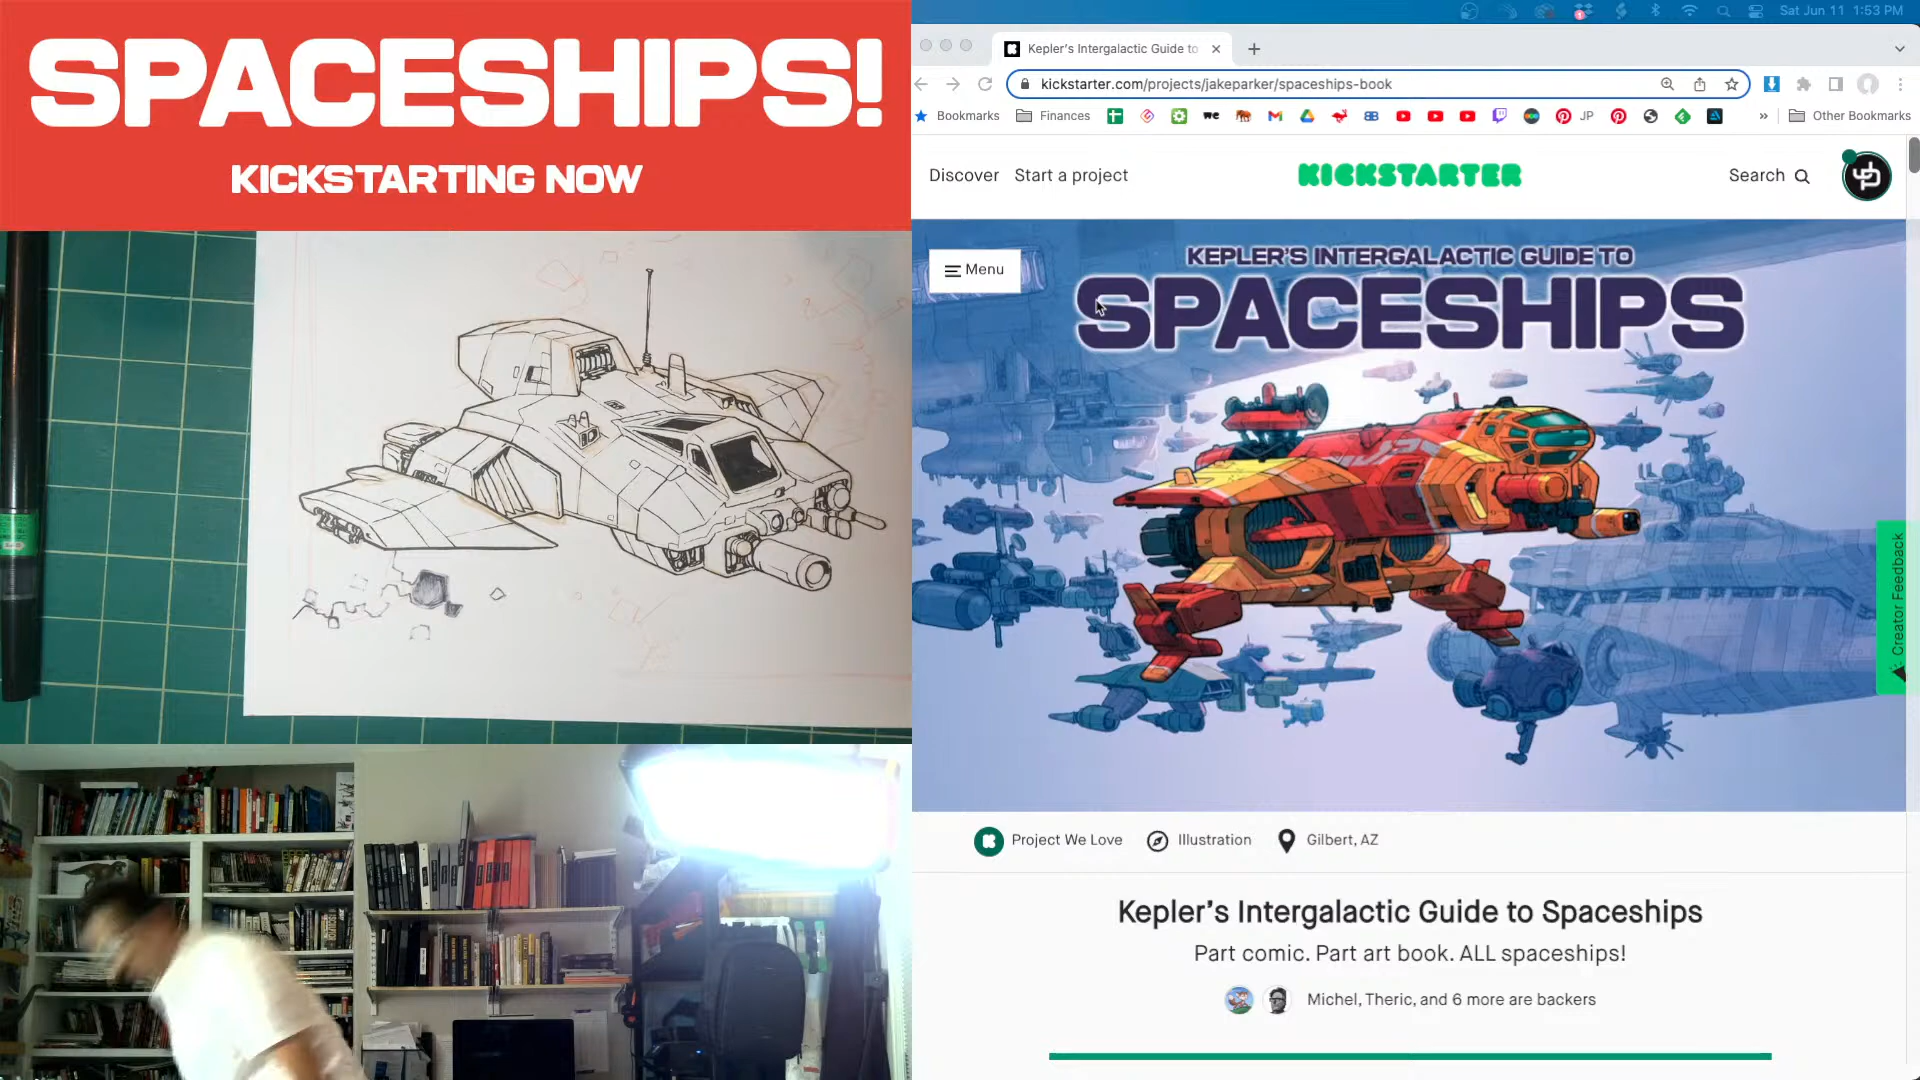 SPACESHIPS!
KICKSTARTING NOW
Sat Jun 11 1:53 PM
Kepler's Intergalactic Guide to
kickstarter.com/projects/jakeparker/spaceships-book
Bookmarks
Finances
JP
Other Bookmarks
Discover
Start a project
KICKSTARTER
Search
Menu
KEPLER'S INTERGALACTIC GUIDE TO
SPACESHIPS
Creator Feedback
Project We Love
Illustration
Gilbert, AZ
Kepler's Intergalactic Guide to Spaceships
Part comic. Part art book. ALL spaceships!
Michel, Theric, and 6 more are backers